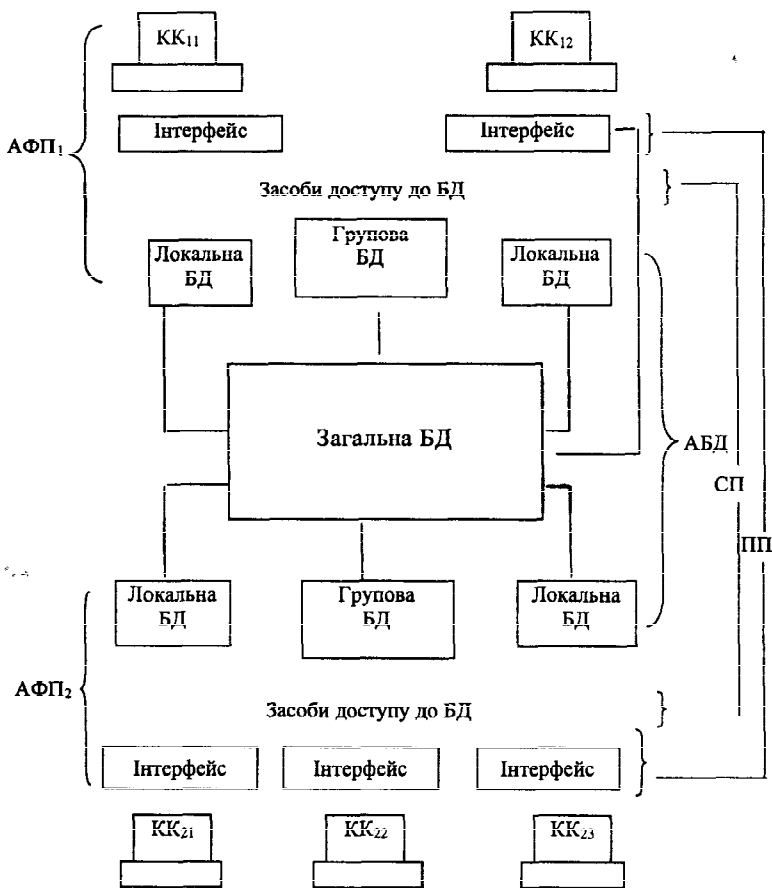 КК₁₁
КК₁₂
Інтерфейс
Інтерфейс
АФП₁
Засоби доступу до БД
Групова
БД
Локальна
БД
Локальна
БД
Загальна БД
АБД
СП
ПП
Локальна
БД
Групова
БД
Локальна
БД
АФП₂
Засоби доступу до БД
Інтерфейс
Інтерфейс
Інтерфейс
КК₂₁
КК₂₂
КК₂₃